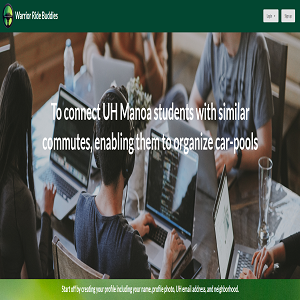 Warrior Ride Buddies
Login
Sign up
To connect UH Manoa students with similar
commutes, enabling them to organize car-pools
Start off by creating your profile including your name, profile photo, UH email address, and neighborhood.